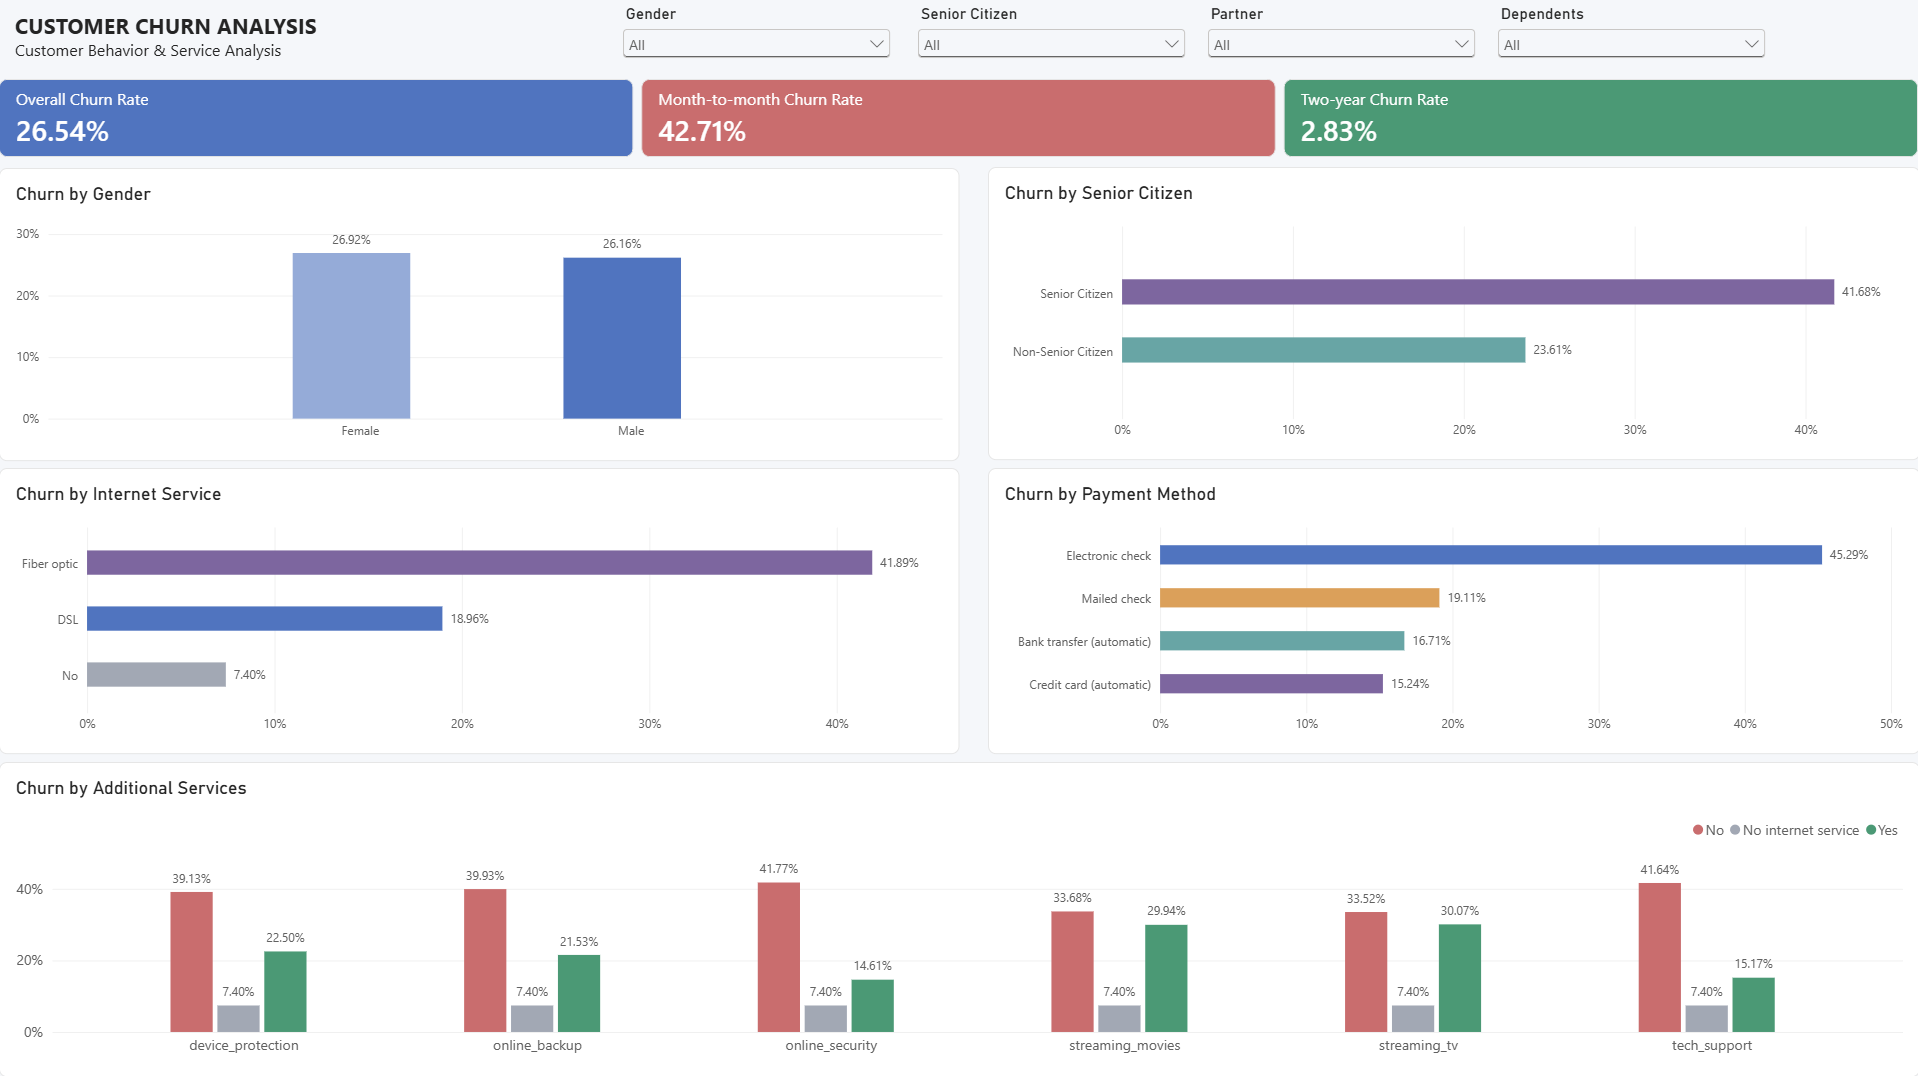 CUSTOMER CHURN ANALYSIS
Customer Behavior & Service Analysis
Gender
All
Senior Citizen
All
Partner
All
Dependents
All
Overall Churn Rate
26.54%
Month-to-month Churn Rate
42.71%
Two-year Churn Rate
2.83%
Churn by Gender
30%
20%
10%
0%
26.92%
26.16%
Female
Male
Churn by Senior Citizen
Senior Citizen
41.68%
Non-Senior Citizen
23.61%
0%
10%
20%
30%
40%
Churn by Internet Service
Fiber optic
41.89%
DSL
18.96%
No
7.40%
0%
10%
20%
30%
40%
Churn by Payment Method
Electronic check
45.29%
Mailed check
19.11%
Bank transfer (automatic)
16.71%
Credit card (automatic)
15.24%
0%
10%
20%
30%
40%
50%
Churn by Additional Services
No
No internet service
Yes
40%
20%
0%
39.13%
7.40%
22.50%
39.93%
7.40%
21.53%
41.77%
7.40%
14.61%
33.68%
7.40%
29.94%
33.52%
7.40%
30.07%
41.64%
7.40%
15.17%
device_protection
online_backup
online_security
streaming_movies
streaming_tv
tech_support